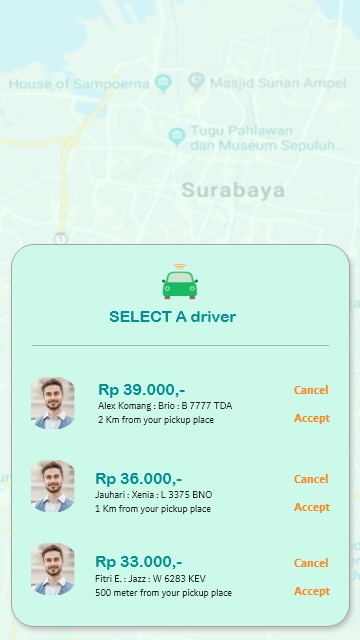 House of Sampoerna
Masjid Sunan Ampel
Tugu Pahlawan
dan Museum Sepuluh...
Surabaya
SELECT A driver
Rp 39.000,-
Cancel
Alex Komang : Brio : B 7777 TDA
2 Km from your pickup place
Accept
Rp 36.000,-
Cancel
Jauhari : Xenia : L 3375 BNO
1 Km from your pickup place
Accept
Rp 33.000,-
Cancel
Fitri E. : Jazz : W 6283 KEV
500 meter from your pickup place
Accept